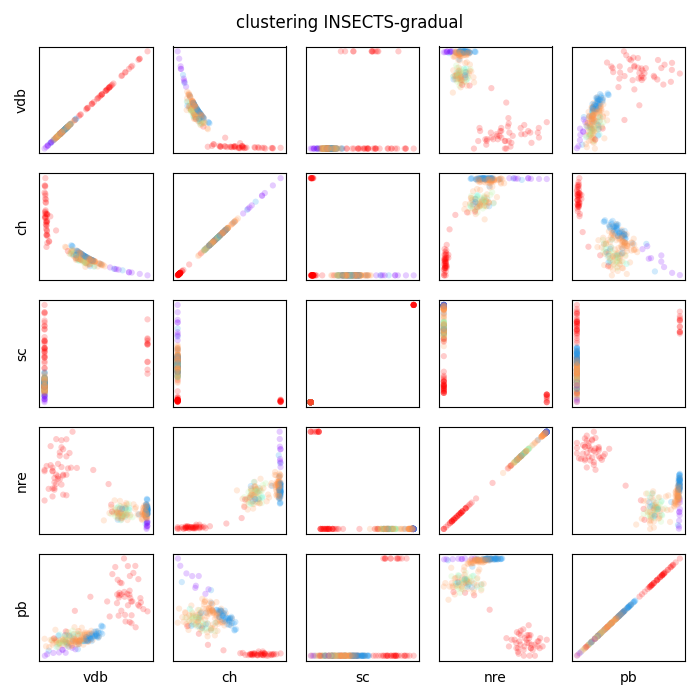 clustering INSECTS-gradual
vdb
ch
sc
nre
pb
vdb ch sc nre pb